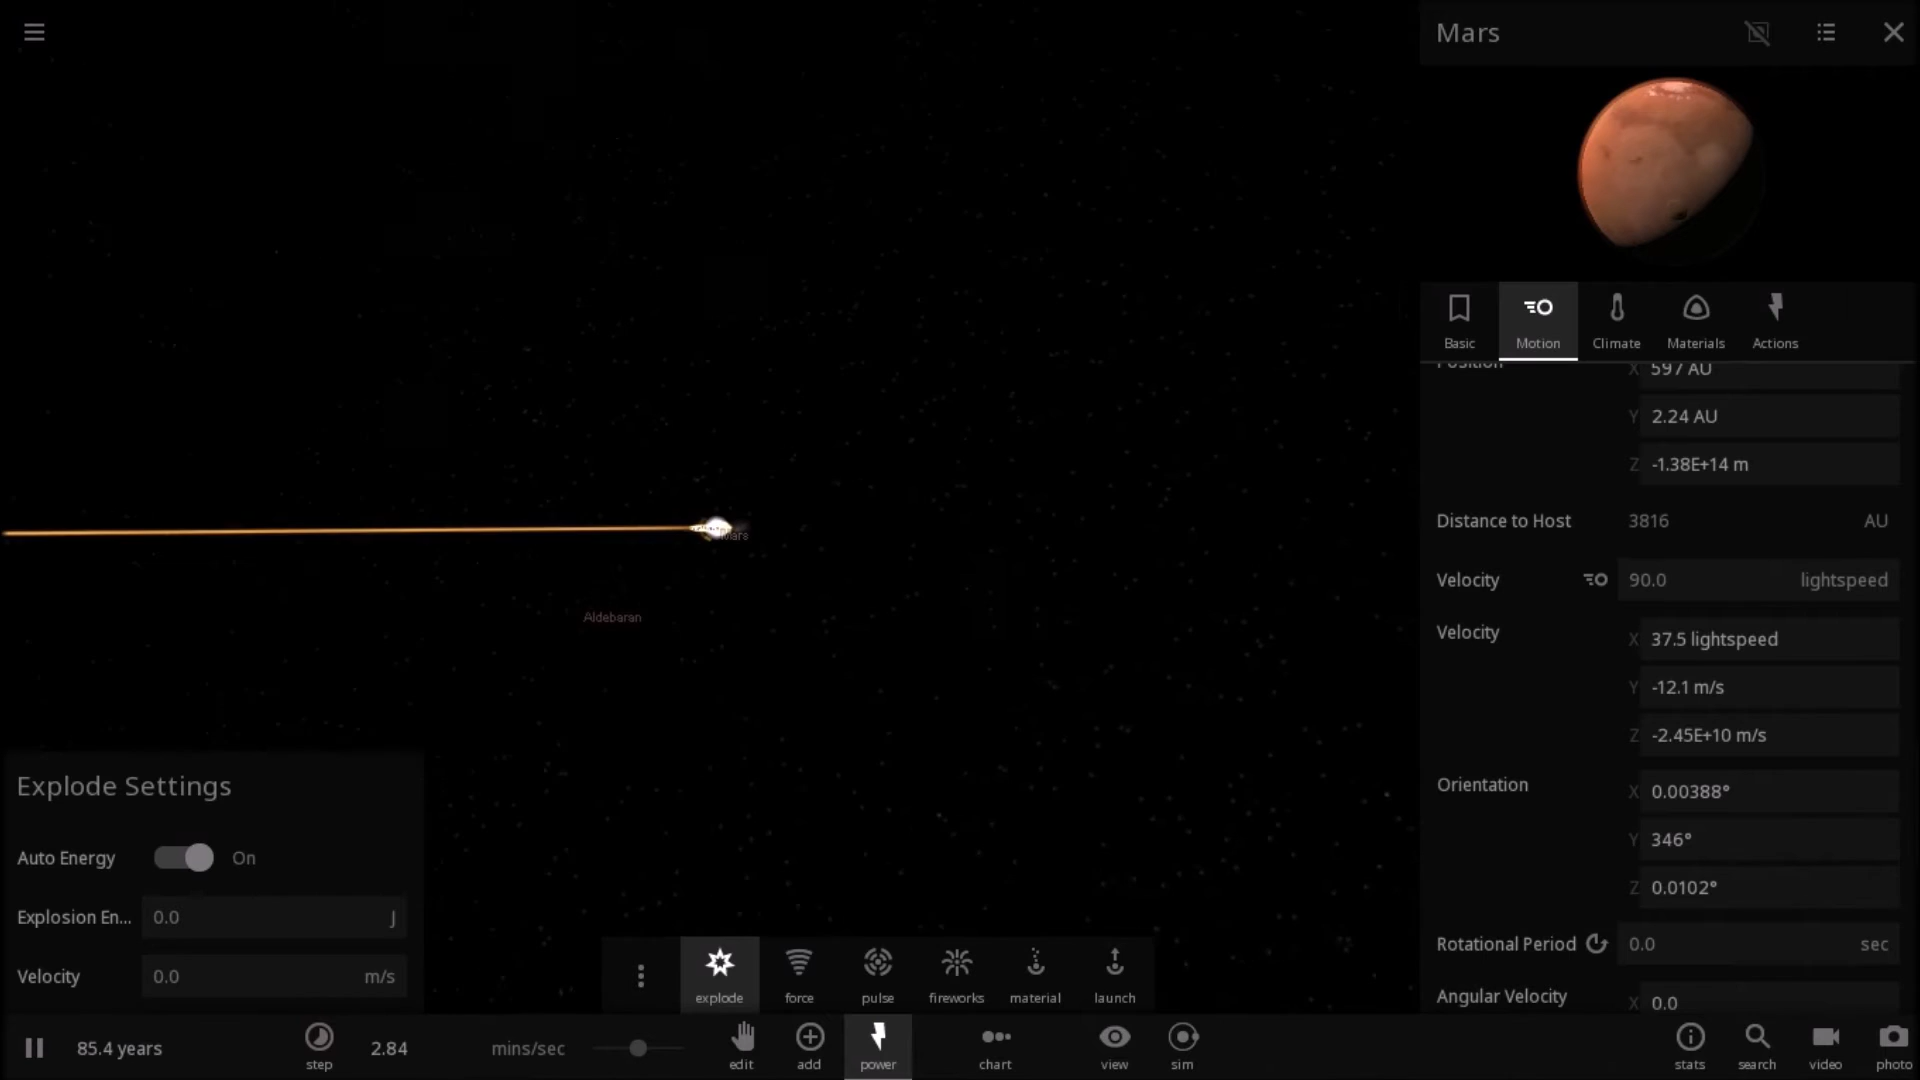 Mars
Basic
Motion
Climate
Materials
Actions
Position
X 597 AU
Y 2.24 AU
Z -1.38E+14 m
Distance to Host 3816 AU
Velocity 90.0 lightspeed
Velocity X 37.5 lightspeed
Y -12.1 m/s
Z -2.45E+10 m/s
Orientation X 0.00388°
Y 346°
Z 0.0102°
Rotational Period 0.0 sec
Angular Velocity X 0.0
Mars
Aldebaran
Explode Settings
Auto Energy On
Explosion En... 0.0 J
Velocity 0.0 m/s
explode
force
pulse
fireworks
material
launch
85.4 years
step
2.84 mins/sec
edit
add
power
chart
view
sim
stats
search
video
photo